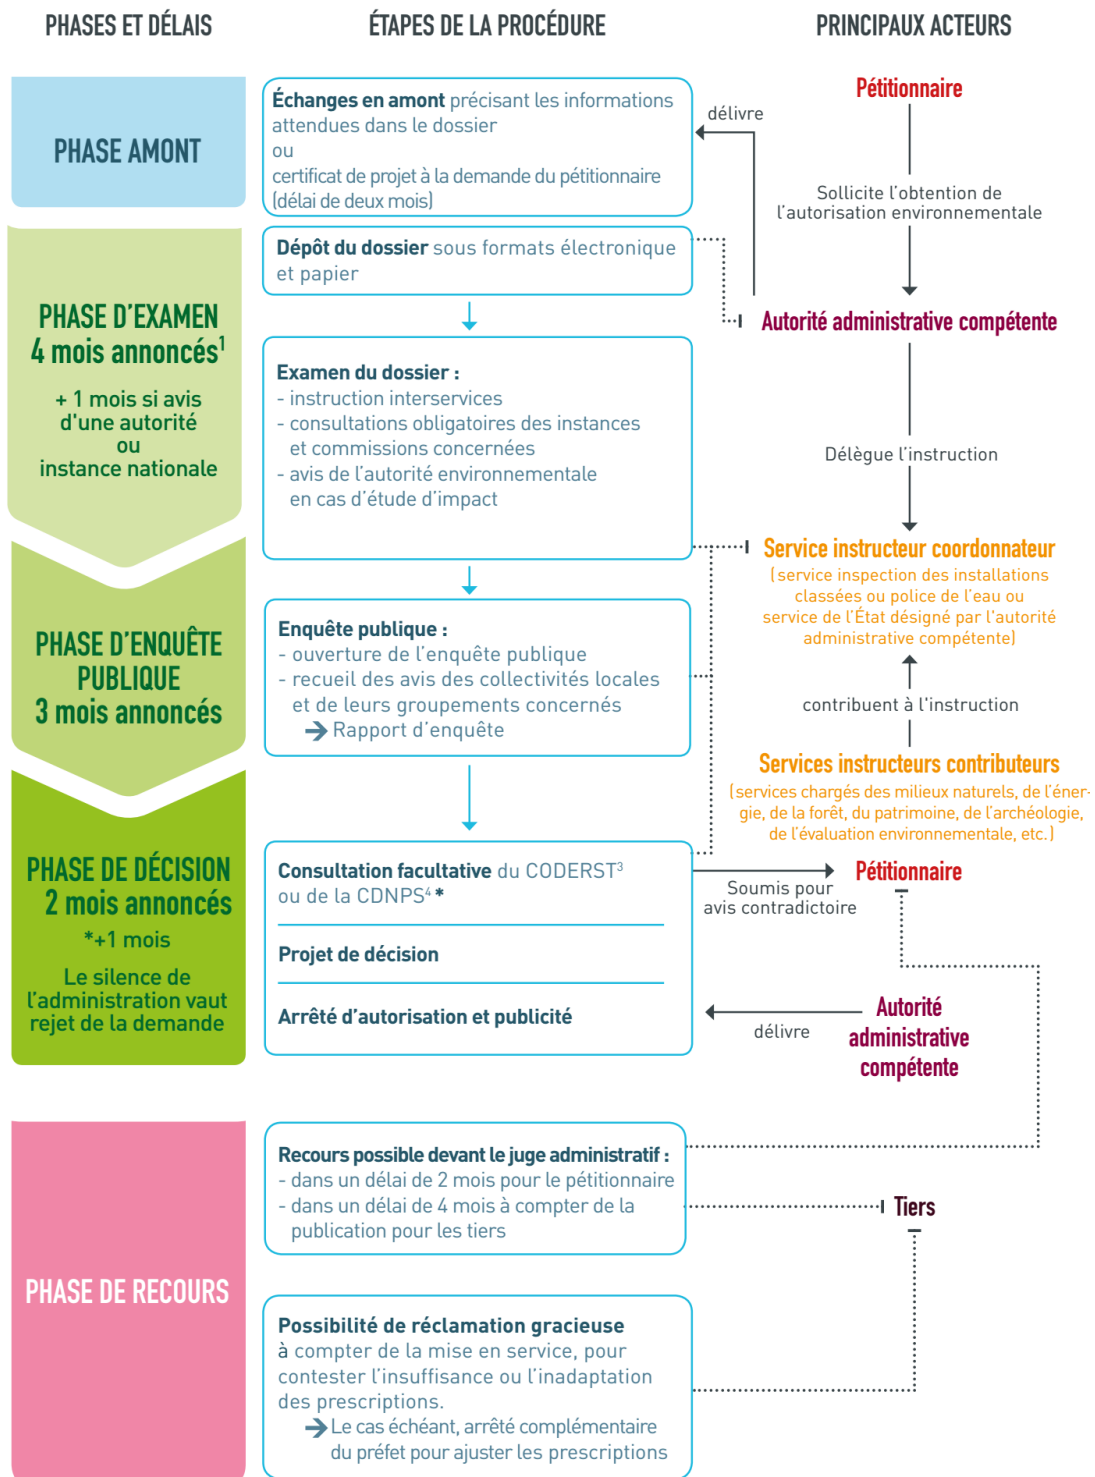 PHASES ET DÉLAIS
ÉTAPES DE LA PROCÉDURE
PRINCIPAUX ACTEURS
PHASE AMONT
Échanges en amont précisant les informations
attendues dans le dossier
ou
certificat de projet à la demande du pétitionnaire
(délai de deux mois)
délivre
Pétitionnaire
Sollicite l'obtention de
l'autorisation environnementale
PHASE D'EXAMEN
4 mois annoncés¹
+ 1 mois si avis
d'une autorité
ou
instance nationale
Dépôt du dossier sous formats électronique
et papier
Autorité administrative compétente
Examen du dossier :
- instruction interservices
- consultations obligatoires des instances
et commissions concernées
- avis de l'autorité environnementale
en cas d'étude d'impact
Délègue l'instruction
Service instructeur coordonnateur
(service inspection des installations
classées ou police de l'eau ou
service de l'État désigné par l'autorité
administrative compétente)
PHASE D'ENQUÊTE
PUBLIQUE
3 mois annoncés
Enquête publique :
- ouverture de l'enquête publique
- recueil des avis des collectivités locales
et de leurs groupements concernés
➔ Rapport d'enquête
contribuent à l'instruction
Services instructeurs contributeurs
(services chargés des milieux naturels, de l'éner-
gie, de la forêt, du patrimoine, de l'archéologie,
de l'évaluation environnementale, etc.)
PHASE DE DÉCISION
2 mois annoncés
*+1 mois
Le silence de
l'administration vaut
rejet de la demande
Consultation facultative du CODERST³
ou de la CDNPS⁴ *
Projet de décision
Arrêté d'autorisation et publicité
Soumis pour
avis contradictoire
Pétitionnaire
délivre
Autorité
administrative
compétente
PHASE DE RECOURS
Recours possible devant le juge administratif :
- dans un délai de 2 mois pour le pétitionnaire
- dans un délai de 4 mois à compter de la
publication pour les tiers
Tiers
Possibilité de réclamation gracieuse
à compter de la mise en service, pour
contester l'insuffisance ou l'inadaptation
des prescriptions.
➔ Le cas échéant, arrêté complémentaire
du préfet pour ajuster les prescriptions